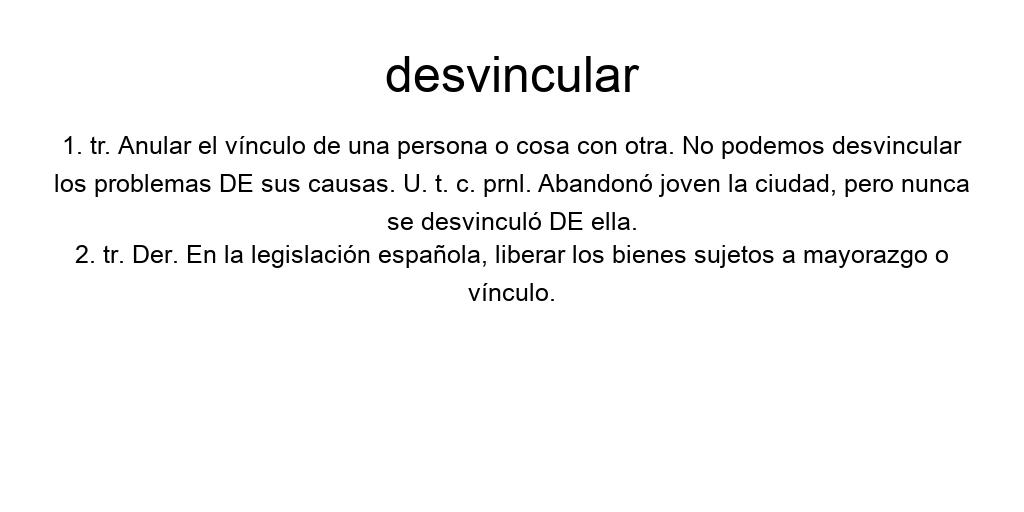 desvincular
1. tr. Anular el vínculo de una persona o cosa con otra. No podemos desvincular
los problemas DE sus causas. U. t. c. prnl. Abandonó joven la ciudad, pero nunca
se desvinculó DE ella.
2. tr. Der. En la legislación española, liberar los bienes sujetos a mayorazgo o
vínculo.